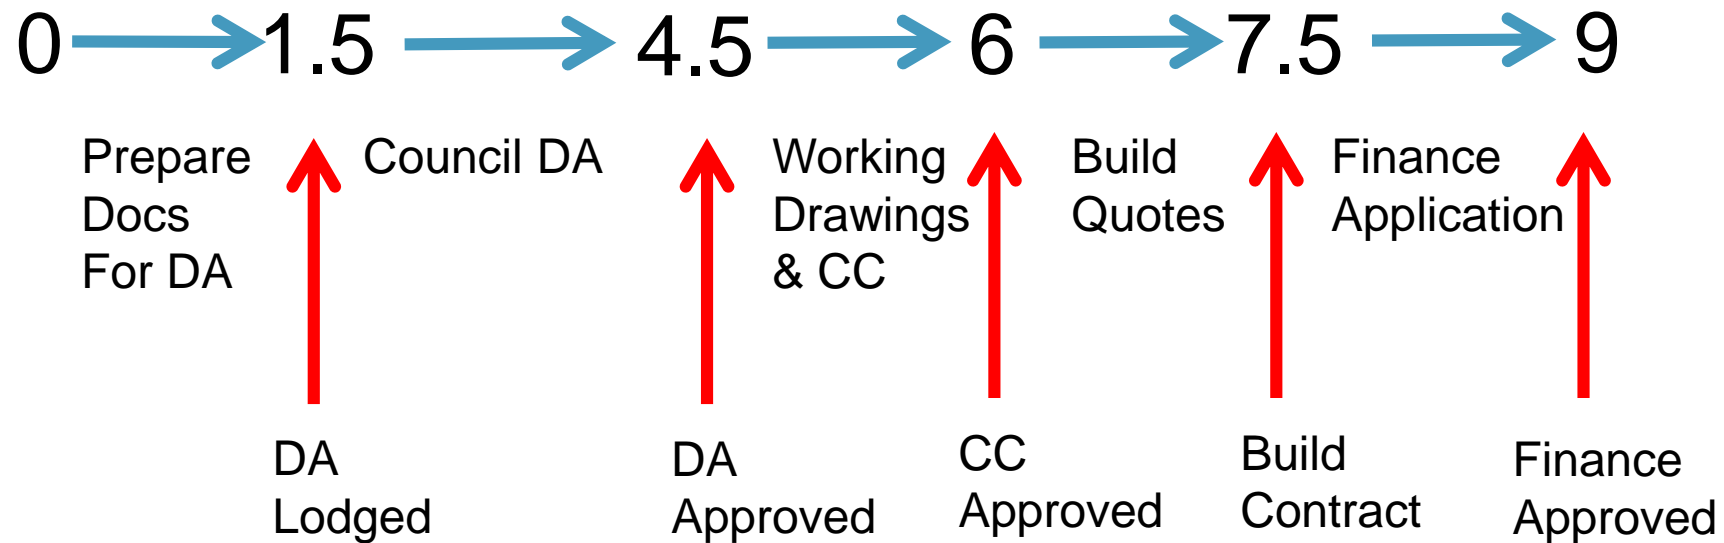 0 1.5 4.5 6 7.5 9
Prepare
Docs
For DA
Council DA
Working
Drawings
& CC
Build
Quotes
Finance
Application
DA
Lodged
DA
Approved
CC
Approved
Build
Contract
Finance
Approved